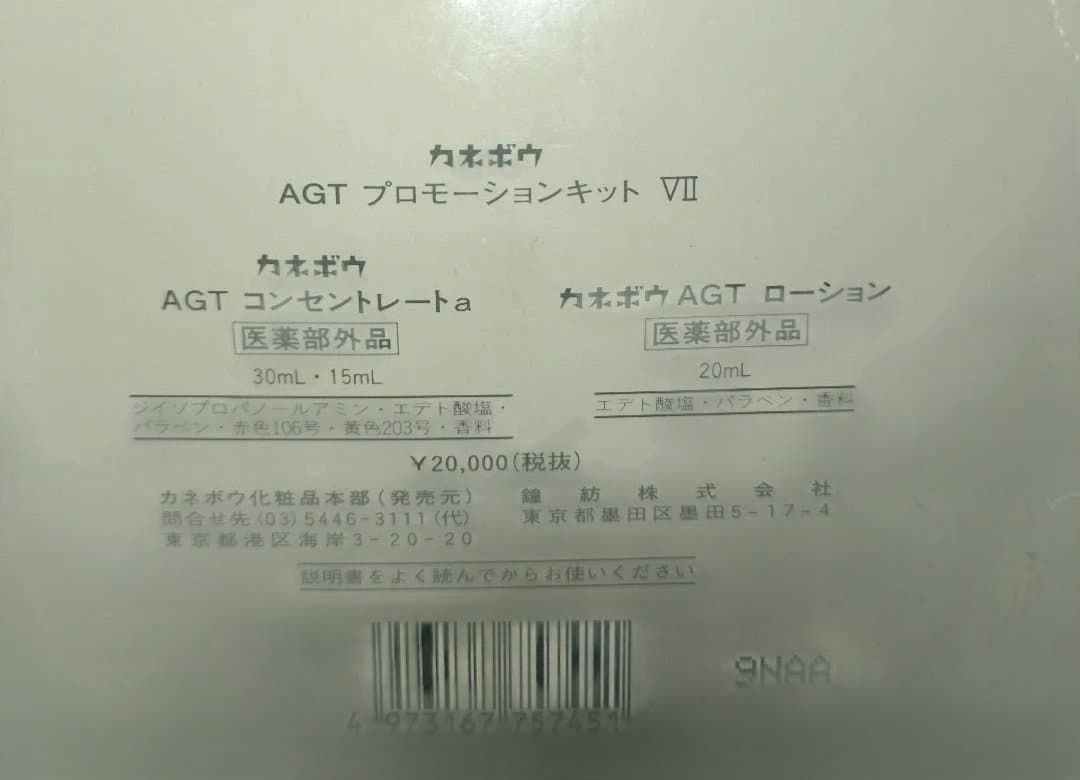 カネボウ
AGT プロモーションキット Ⅶ
カネボウ
AGT コンセントレートa
医薬部外品
30mL・15mL
ジイソプロパノールアミン・エデト酸塩・
パラベン・赤色106号・黄色203号・香料
カネボウ AGT ローション
医薬部外品
20mL
エデト酸塩・パラベン・香料
¥20,000(税抜)
カネボウ化粧品本部(発売元)
問合せ先(03)5446-3111(代)
東京都港区海岸3-20-20
鐘紡株式会社
東京都墨田区墨田5-17-4
説明書をよく読んでからお使いください
4 973167 757451
9NAA